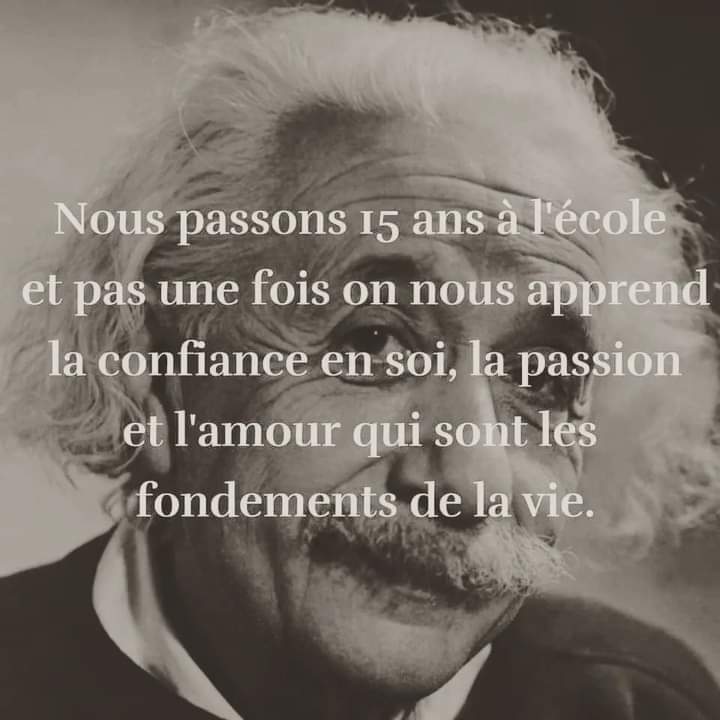 Nous passons 15 ans à l'école
et pas une fois on nous apprend
la confiance en soi, la passion
et l'amour qui sont les
fondements de la vie.